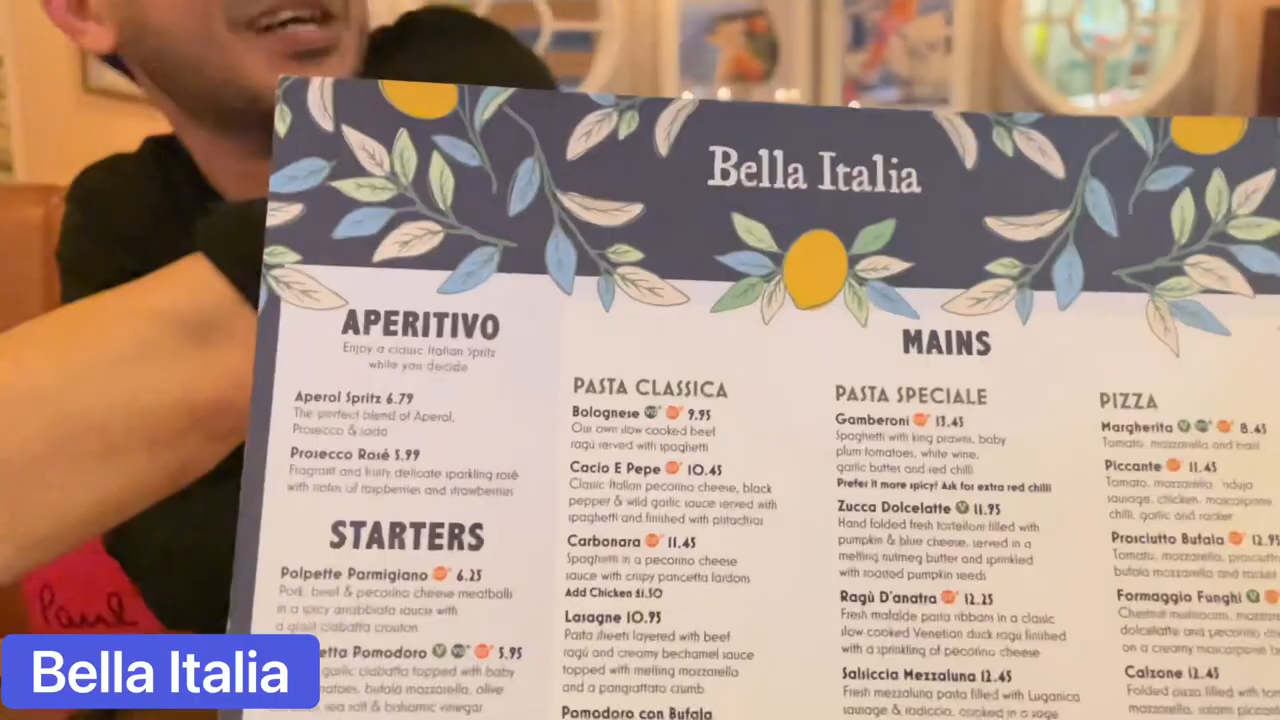 Bella Italia
APERITIVO
Enjoy a classic Italian Spritz
while you decide
Aperol Spritz 6.79
The perfect blend of Aperol,
Prosecco & soda
Prosecco Rosé 5.99
Fragrant and fruity delicate sparkling rosé
with notes of raspberries and strawberries
STARTERS
Polpette Parmigiano 6.25
Pork, beef & pecorino cheese meatballs
in a spicy arrabbiata sauce with
a giant ciabatta crouton
etta Pomodoro V VG* 5.95
garlic ciabatta topped with baby
matoes, bufala mozzarella, olive
sea salt & balsamic vinegar
MAINS
PASTA CLASSICA
Bolognese 9.95
Our own slow cooked beef
ragù served with spaghetti
Cacio E Pepe 10.45
Classic Italian pecorino cheese, black
pepper & wild garlic sauce served with
spaghetti and finished with pistachios
Carbonara 11.45
Spaghetti in a pecorino cheese
sauce with crispy pancetta lardons
Add Chicken £1.50
Lasagne 10.95
Pasta sheets layered with beef
ragù and creamy bechamel sauce
topped with melting mozzarella
and a pangrattato crumb
Pomodoro con Bufala
PASTA SPECIALE
Gamberoni 13.45
Spaghetti with king prawns, baby
plum tomatoes, white wine,
garlic butter and red chilli
Prefer it more spicy? Ask for extra red chilli
Zucca Dolcelatte V 11.95
Hand folded fresh tortelloni filled with
pumpkin & blue cheese, served in a
melting nutmeg butter and sprinkled
with roasted pumpkin seeds
Ragù D'anatra 12.25
Fresh mafalde pasta ribbons in a classic
slow cooked Venetian duck ragù finished
with a sprinkling of pecorino cheese
Salsiccia Mezzaluna 12.45
Fresh mezzaluna pasta filled with Luganica
sausage & radiccio, cooked in a sage
PIZZA
Margherita V 8.45
Tomato, mozzarella and basil
Piccante 11.45
Tomato, mozzarella, 'nduja
sausage, chicken, mascarpone
chilli, garlic and rocket
Prosciutto Bufala 12.95
Tomato, mozzarella, prosciutto
bufala mozzarella and rocket
Formaggio Funghi V
Chestnut mushroom, mozza
dolcelatte and pecorino
on a creamy mascarpone b
Calzone 12.45
Folded pizza filled with tom
mozzarella, salami piccan
Paul
Bella Italia